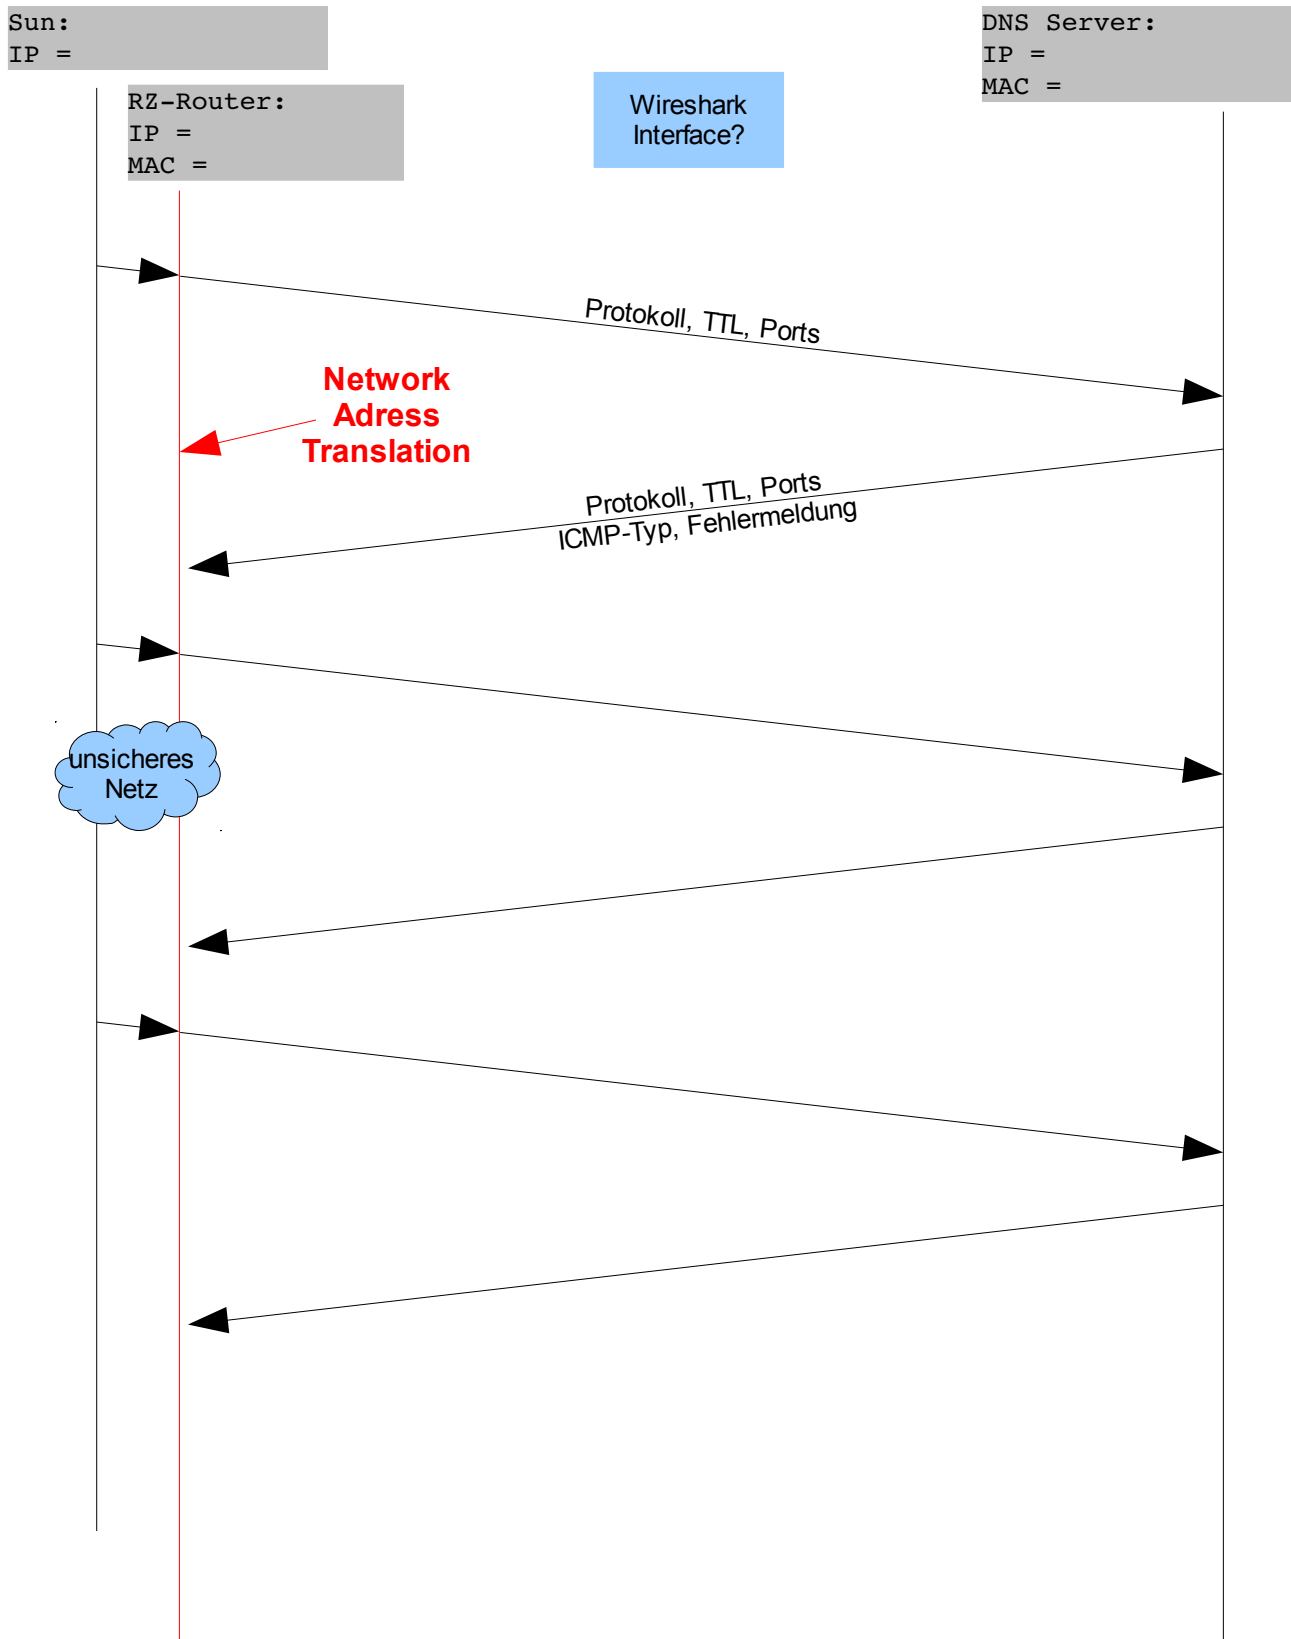 Sun:
IP =
DNS Server:
IP =
MAC =
RZ-Router:
IP =
MAC =
Wireshark
Interface?
Protokoll, TTL, Ports
Network
Adress
Translation
Protokoll, TTL, Ports
ICMP-Typ, Fehlermeldung
unsicheres
Netz